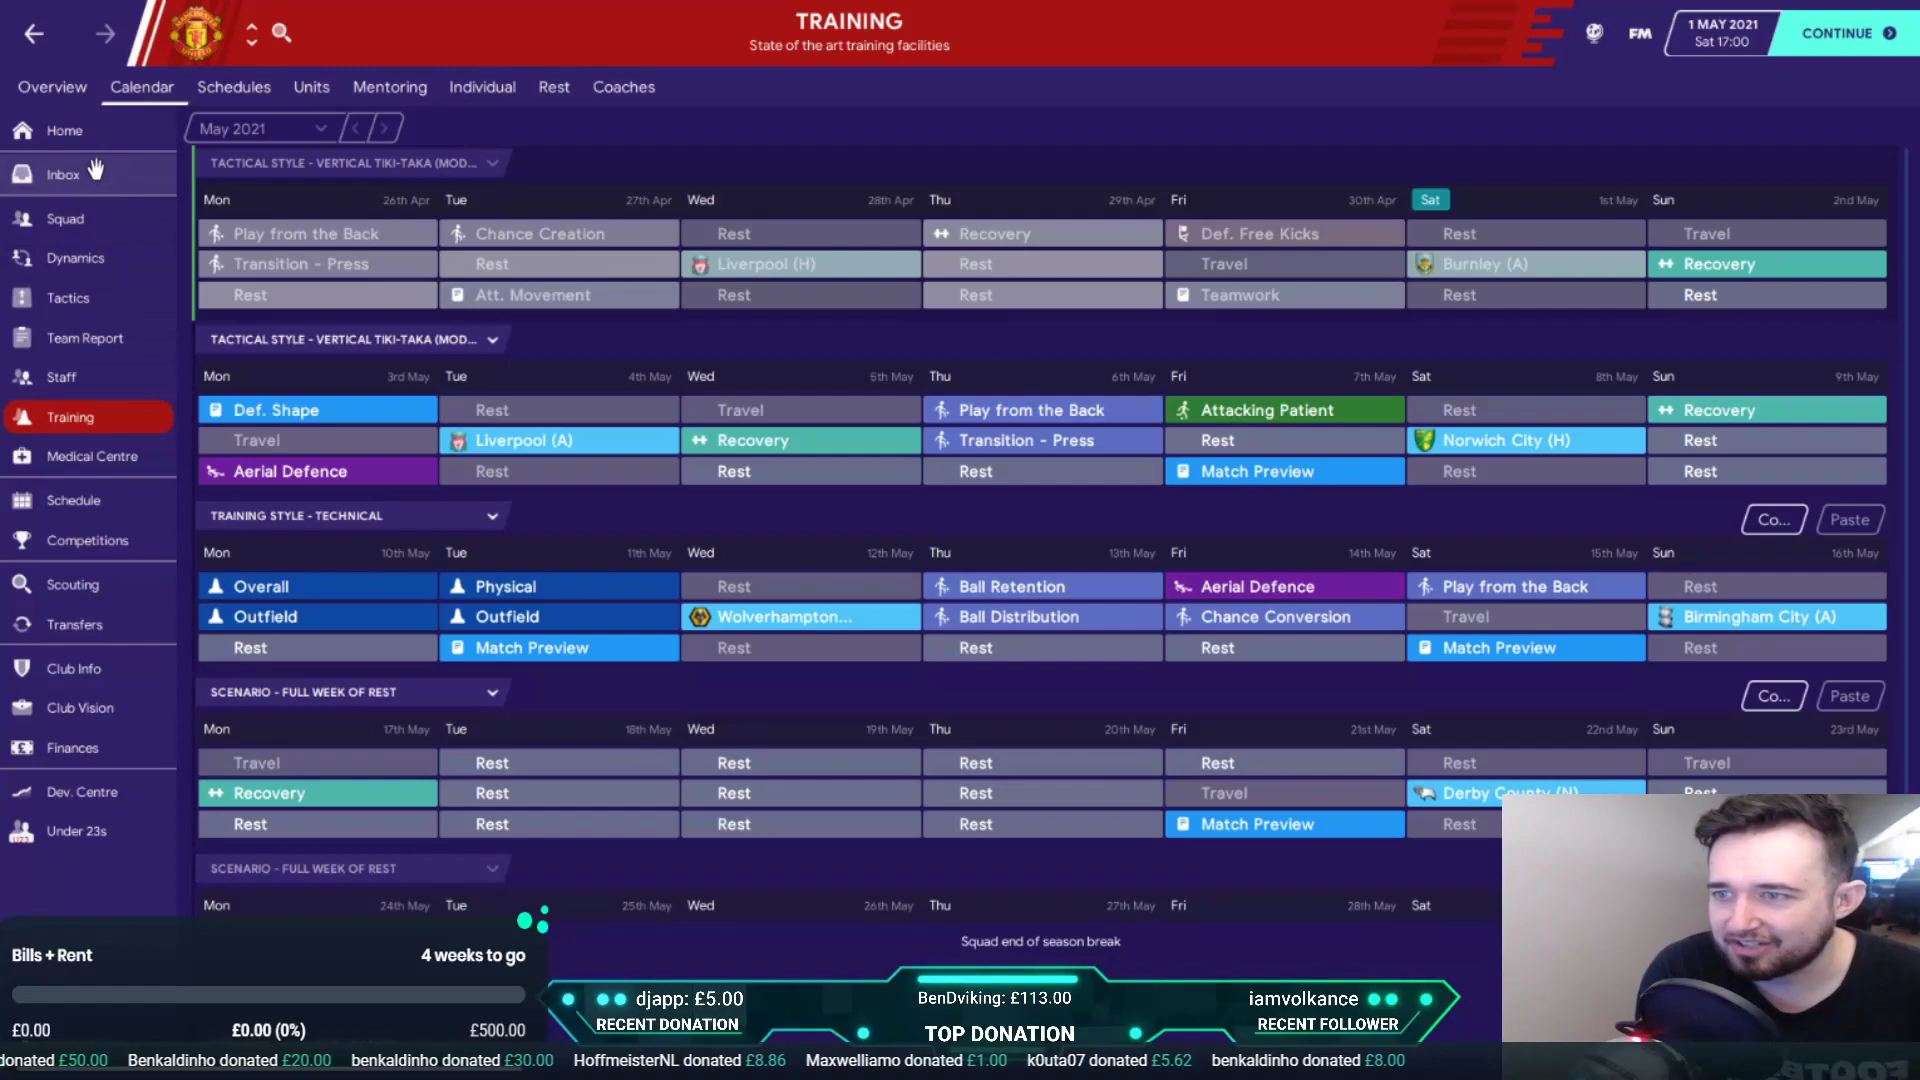 TRAINING
State of the art training facilities
FM
1 MAY 2021
Sat 17:00
CONTINUE
Overview Calendar Schedules Units Mentoring Individual Rest Coaches
Home
Inbox
Squad
Dynamics
Tactics
Team Report
Staff
Training
Medical Centre
Schedule
Competitions
Scouting
Transfers
Club Info
Club Vision
Finances
Dev. Centre
Under 23s
May 2021
TACTICAL STYLE - VERTICAL TIKI-TAKA (MOD...
Mon 26th Apr Tue 27th Apr Wed 28th Apr Thu 29th Apr Fri 30th Apr Sat 1st May Sun 2nd May
Play from the Back Chance Creation Rest Recovery Def. Free Kicks Rest Travel
Transition - Press Rest Liverpool (H) Rest Travel Burnley (A) Recovery
Rest Att. Movement Rest Rest Teamwork Rest Rest
TACTICAL STYLE - VERTICAL TIKI-TAKA (MOD...
Mon 3rd May Tue 4th May Wed 5th May Thu 6th May Fri 7th May Sat 8th May Sun 9th May
Def. Shape Rest Travel Play from the Back Attacking Patient Rest Recovery
Travel Liverpool (A) Recovery Transition - Press Rest Norwich City (H) Rest
Aerial Defence Rest Rest Rest Match Preview Rest Rest
TRAINING STYLE - TECHNICAL
Co... Paste
Mon 10th May Tue 11th May Wed 12th May Thu 13th May Fri 14th May Sat 15th May Sun 16th May
Overall Physical Rest Ball Retention Aerial Defence Play from the Back Rest
Outfield Outfield Wolverhampton... Ball Distribution Chance Conversion Travel Birmingham City (A)
Rest Match Preview Rest Rest Rest Match Preview Rest
SCENARIO - FULL WEEK OF REST
Co... Paste
Mon 17th May Tue 18th May Wed 19th May Thu 20th May Fri 21st May Sat 22nd May Sun 23rd May
Travel Rest Rest Rest Rest Rest Travel
Recovery Rest Rest Rest Travel Derby County (N) Rest
Rest Rest Rest Rest Match Preview Rest
SCENARIO - FULL WEEK OF REST
Mon 24th May Tue 25th May Wed 26th May Thu 27th May Fri 28th May Sat
Squad end of season break
Bills + Rent 4 weeks to go
£0.00 £0.00 (0%) £500.00
djapp: £5.00
RECENT DONATION
BenDviking: £113.00
TOP DONATION
iamvolkance
RECENT FOLLOWER
donated £50.00 Benkaldinho donated £20.00 benkaldinho donated £30.00 HoffmeisterNL donated £8.86 Maxwelliamo donated £1.00 k0uta07 donated £5.62 benkaldinho donated £8.00